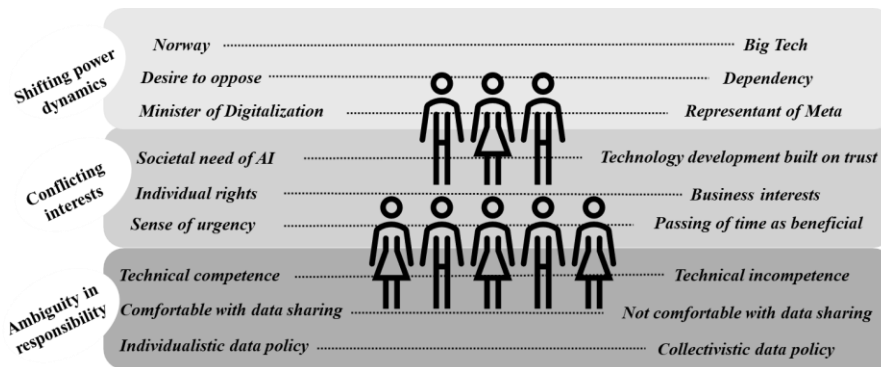 Shifting power
dynamics
Norway Big Tech
Desire to oppose Dependency
Minister of Digitalization Representant of Meta
Conflicting
interests
Societal need of AI Technology development built on trust
Individual rights Business interests
Sense of urgency Passing of time as beneficial
Ambiguity in
responsibility
Technical competence Technical incompetence
Comfortable with data sharing Not comfortable with data sharing
Individualistic data policy Collectivistic data policy